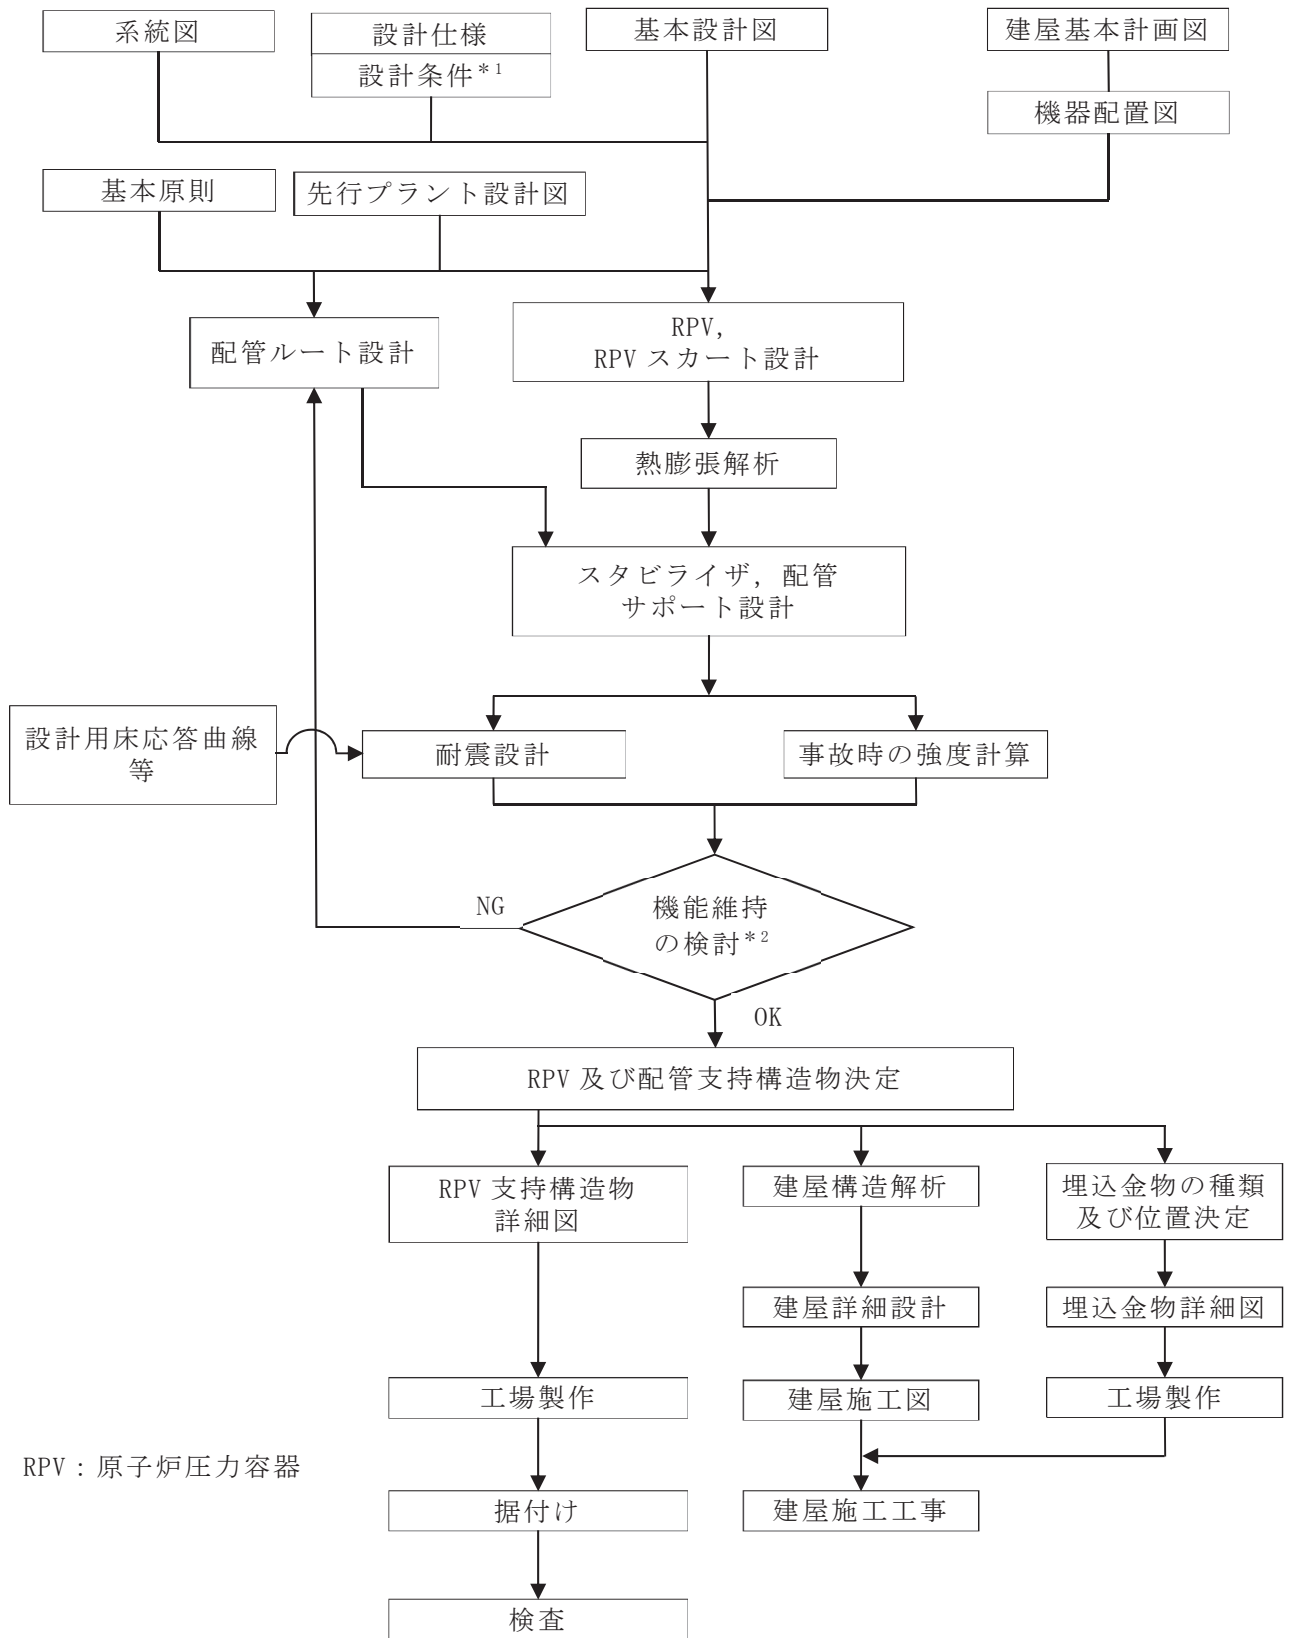 系統図
設計仕様
設計条件*1
基本設計図
建屋基本計画図
機器配置図
基本原則
先行プラント設計図
配管ルート設計
RPV,
RPV スカート設計
熱膨張解析
スタビライザ, 配管
サポート設計
設計用床応答曲線
等
耐震設計
事故時の強度計算
NG
機能維持
の検討*2
OK
RPV 及び配管支持構造物決定
RPV 支持構造物
詳細図
建屋構造解析
埋込金物の種類
及び位置決定
建屋詳細設計
埋込金物詳細図
工場製作
建屋施工図
工場製作
RPV：原子炉圧力容器
据付け
建屋施工工事
検査